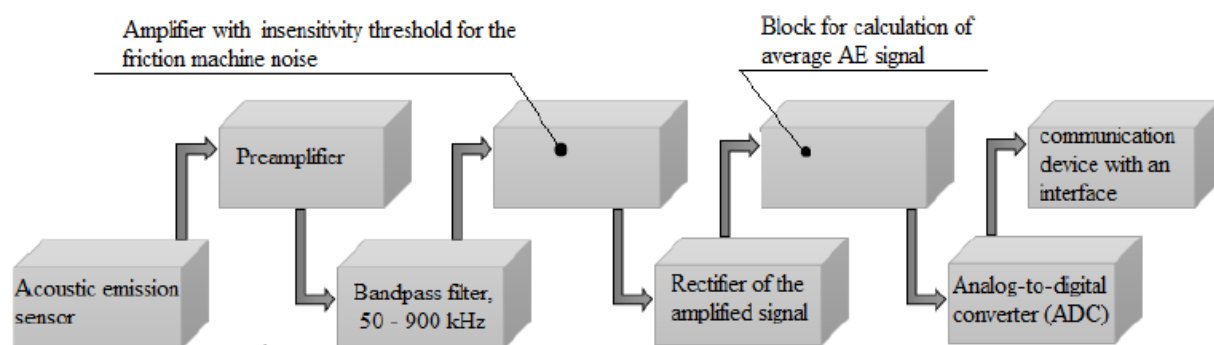 Amplifier with insensitivity threshold for the
friction machine noise
Block for calculation of
average AE signal
Preamplifier
communication
device with an
interface
Acoustic emission
sensor
Bandpass filter,
50 - 900 kHz
Rectifier of the
amplified signal
Analog-to-digital
converter (ADC)